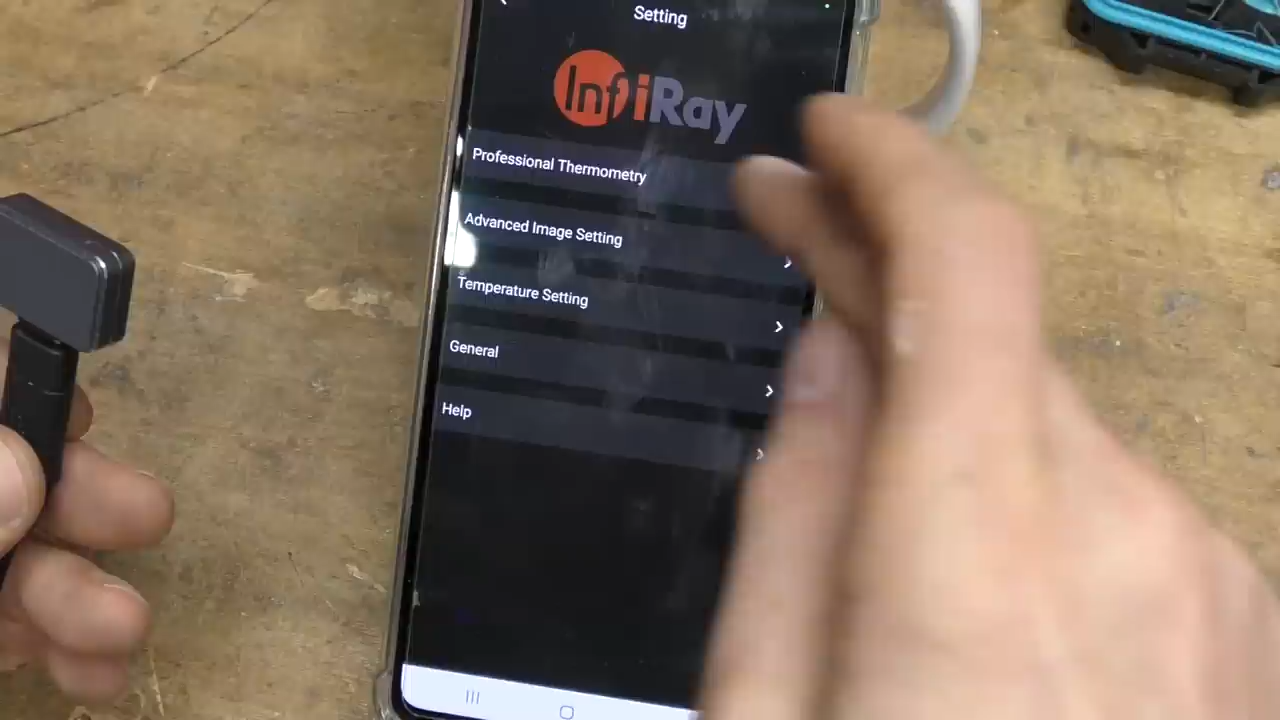 Setting
InfiRay
Professional Thermometry
Advanced Image Setting
Temperature Setting
General
Help